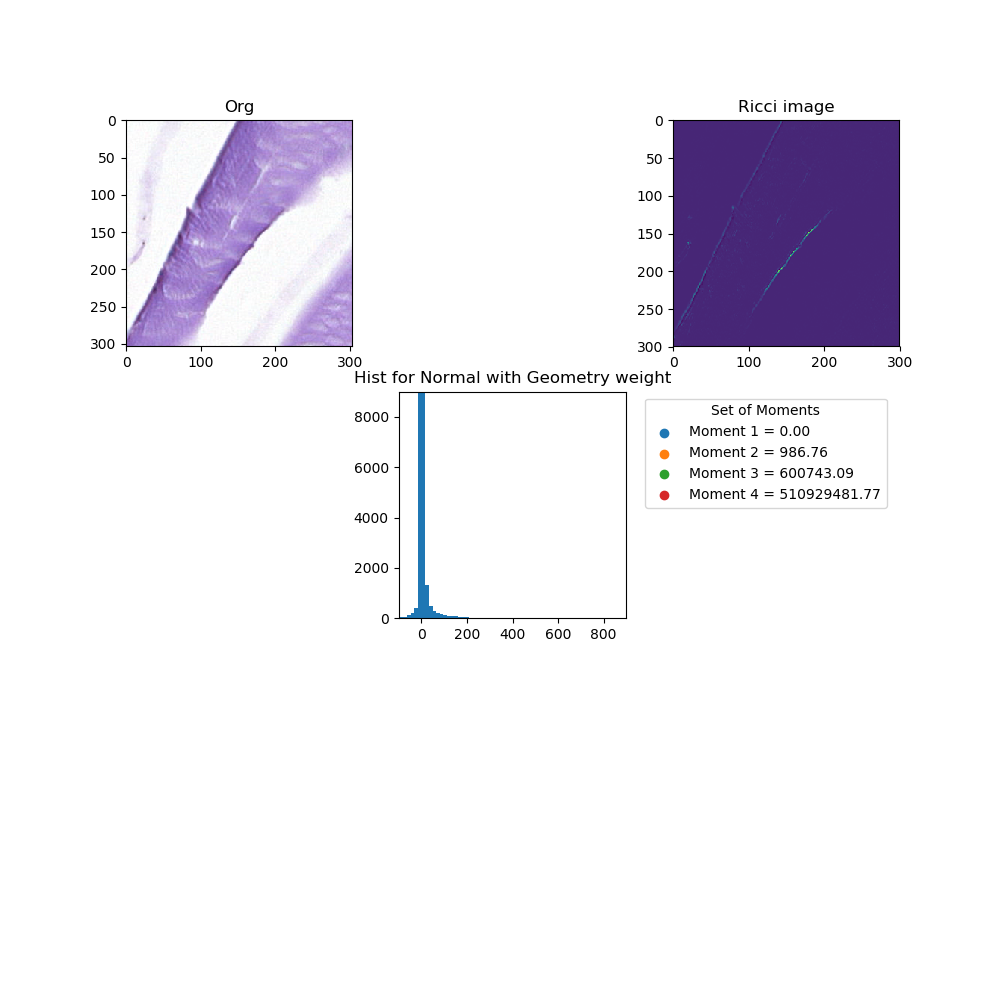 Org
0
50
100
150
200
250
300
0 100 200 300
Ricci image
0
50
100
150
200
250
300
0 100 200 300
Hist for Normal with Geometry weight
8000
6000
4000
2000
0
0 200 400 600 800
Set of Moments
Moment 1 = 0.00
Moment 2 = 986.76
Moment 3 = 600743.09
Moment 4 = 510929481.77